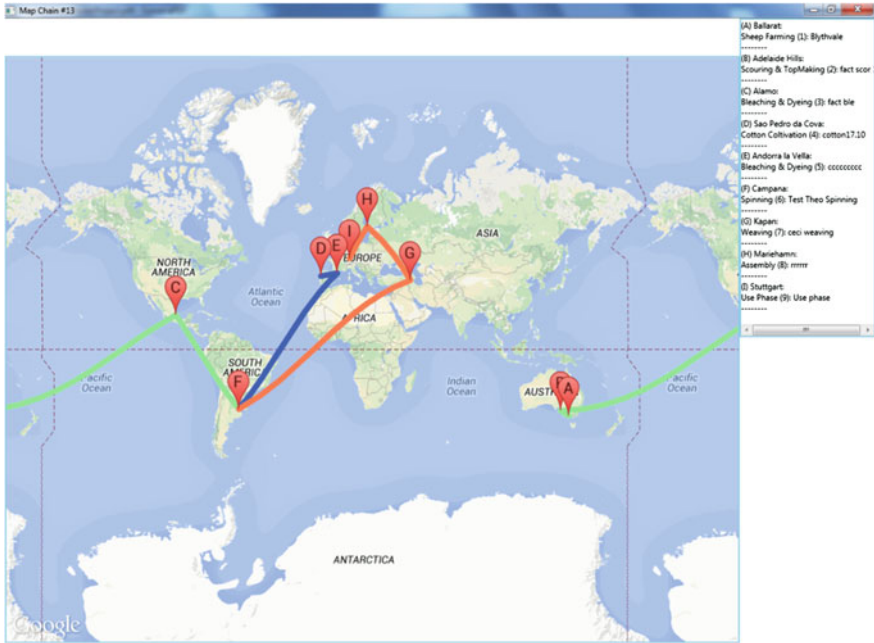 Map Chain #13
(A) Ballarat:
Sheep Farming (1): Blythvale
--------
(B) Adelaide Hills:
Scouring & TopMaking (2): fact scor
--------
(C) Alamo:
Bleaching & Dyeing (3): fact ble
--------
(D) Sao Pedro da Cova:
Cotton Coltivation (4): cotton17.10
--------
(E) Andorra la Vella:
Bleaching & Dyeing (5): ccccccccc
--------
(F) Campana:
Spinning (6): Test Theo Spinning
--------
(G) Kapan:
Weaving (7): ceci weaving
--------
(H) Mariehamn:
Assembly (8): rrrrrr
--------
(I) Stuttgart:
Use Phase (9): Use phase
--------
H
I
D
E
G
ASIA
EUROPE
NORTH
AMERICA
C
Atlantic
Ocean
AFRICA
SOUTH
AMERICA
F
Pacific
Ocean
Indian
Ocean
AUSTR
A
Pacific
Ocean
ANTARCTICA
Google